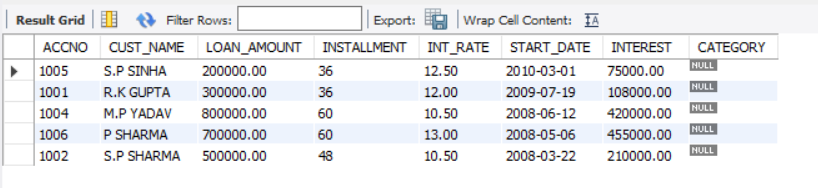 Result Grid Filter Rows: Export: Wrap Cell Content: IA
ACCNO CUST_NAME LOAN_AMOUNT INSTALLMENT INT_RATE START_DATE INTEREST CATEGORY
1005 S.P SINHA 200000.00 36 12.50 2010-03-01 75000.00 NULL
1001 R.K GUPTA 300000.00 36 12.00 2009-07-19 108000.00 NULL
1004 M.P YADAV 800000.00 60 10.50 2008-06-12 420000.00 NULL
1006 P SHARMA 700000.00 60 13.00 2008-05-06 455000.00 NULL
1002 S.P SHARMA 500000.00 48 10.50 2008-03-22 210000.00 NULL